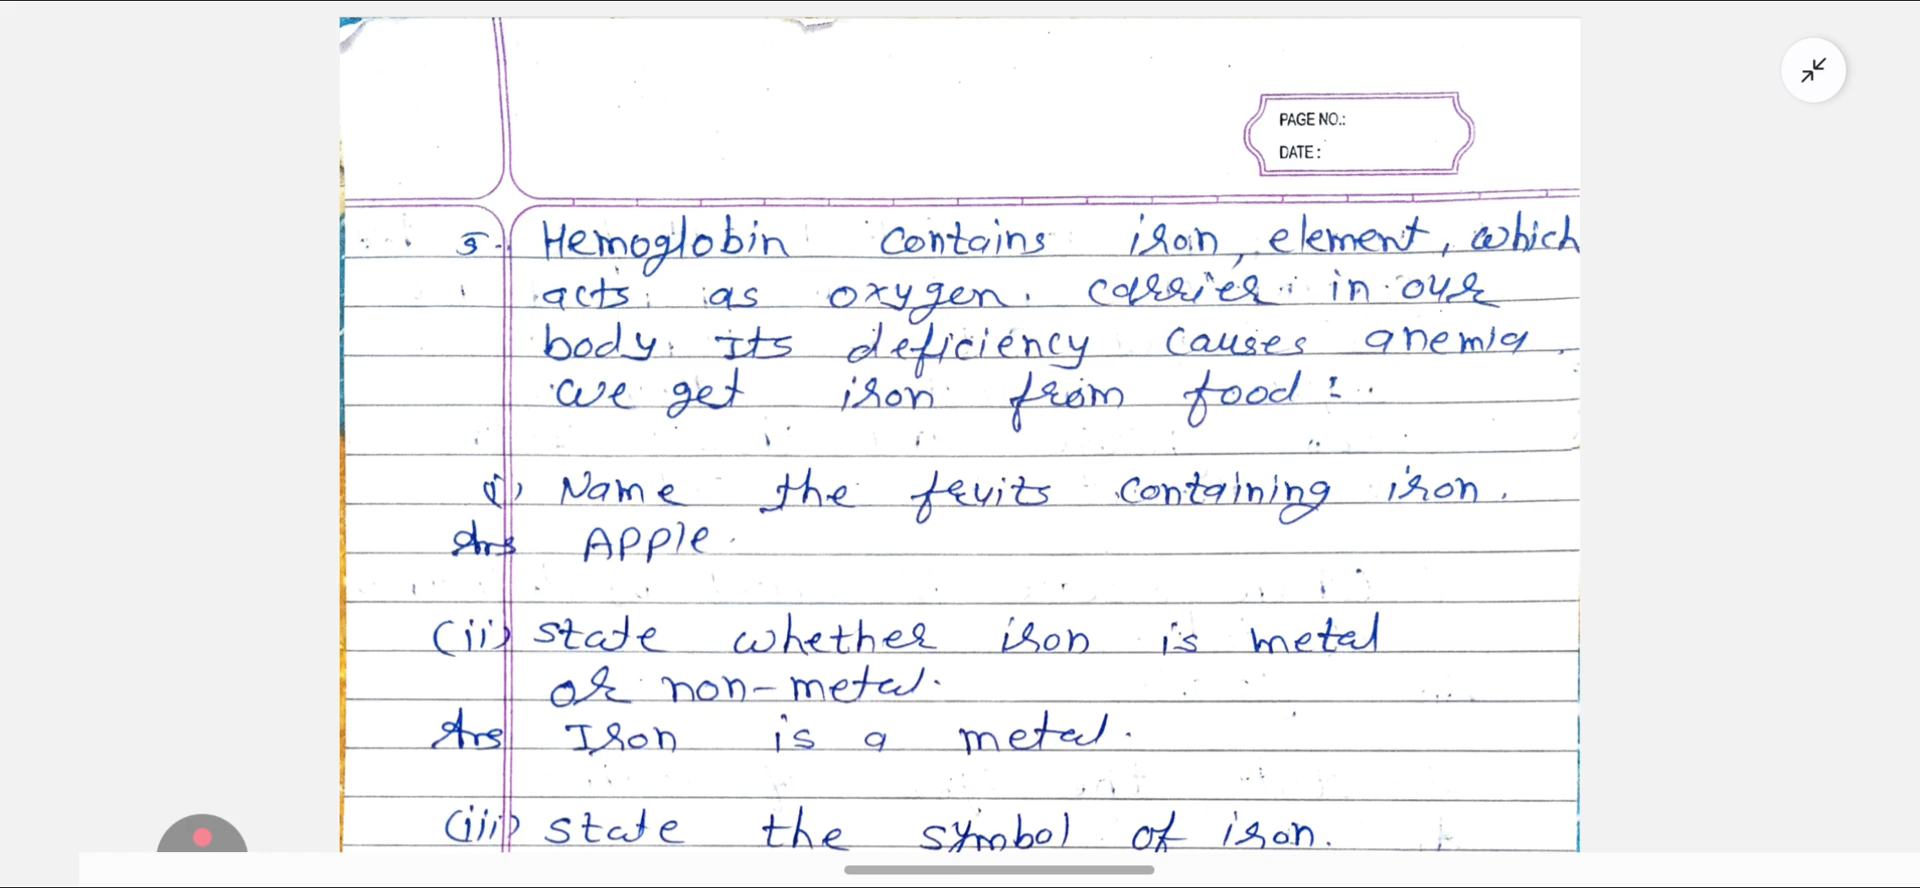 PAGE NO.:
DATE:
5. Hemoglobin contains iron, element, which
acts as oxygen. carrier in our
body. Its deficiency causes anemia.
we get iron from food:
(i) Name the fruits containing iron.
Ans Apple.
(ii) state whether iron is metal
or non-metal.
Ans Iron is a metal.
(iii) state the symbol of iron.